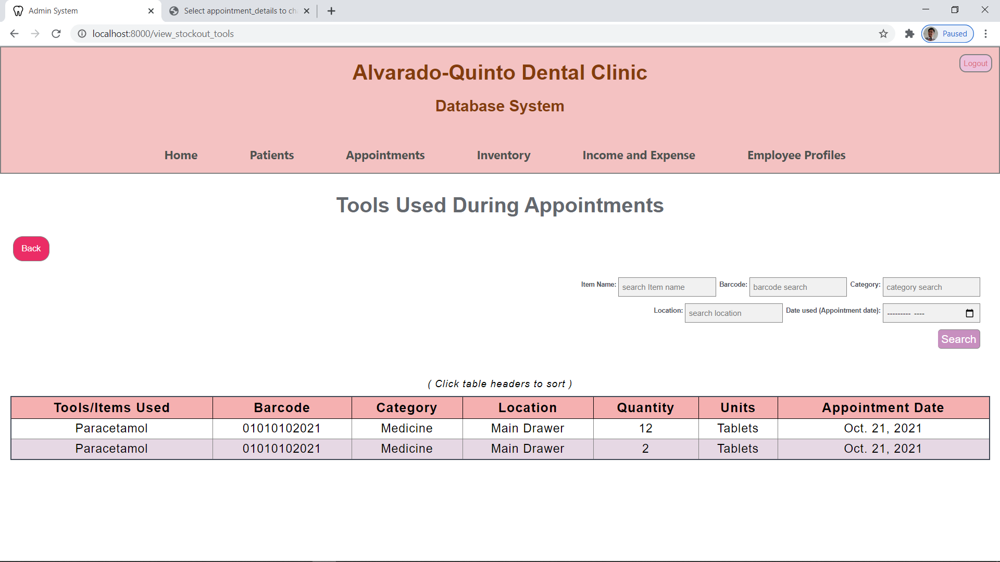 Admin System
Select appointment_details to ch
localhost:8000/view_stockout_tools
Paused
Logout
Alvarado-Quinto Dental Clinic
Database System
Home Patients Appointments Inventory Income and Expense Employee Profiles
Tools Used During Appointments
Back
Item Name: search Item name Barcode: barcode search Category: category search
Location: search location Date used (Appointment date): --------- ----
Search
( Click table headers to sort )
Tools/Items Used Barcode Category Location Quantity Units Appointment Date
Paracetamol 01010102021 Medicine Main Drawer 12 Tablets Oct. 21, 2021
Paracetamol 01010102021 Medicine Main Drawer 2 Tablets Oct. 21, 2021